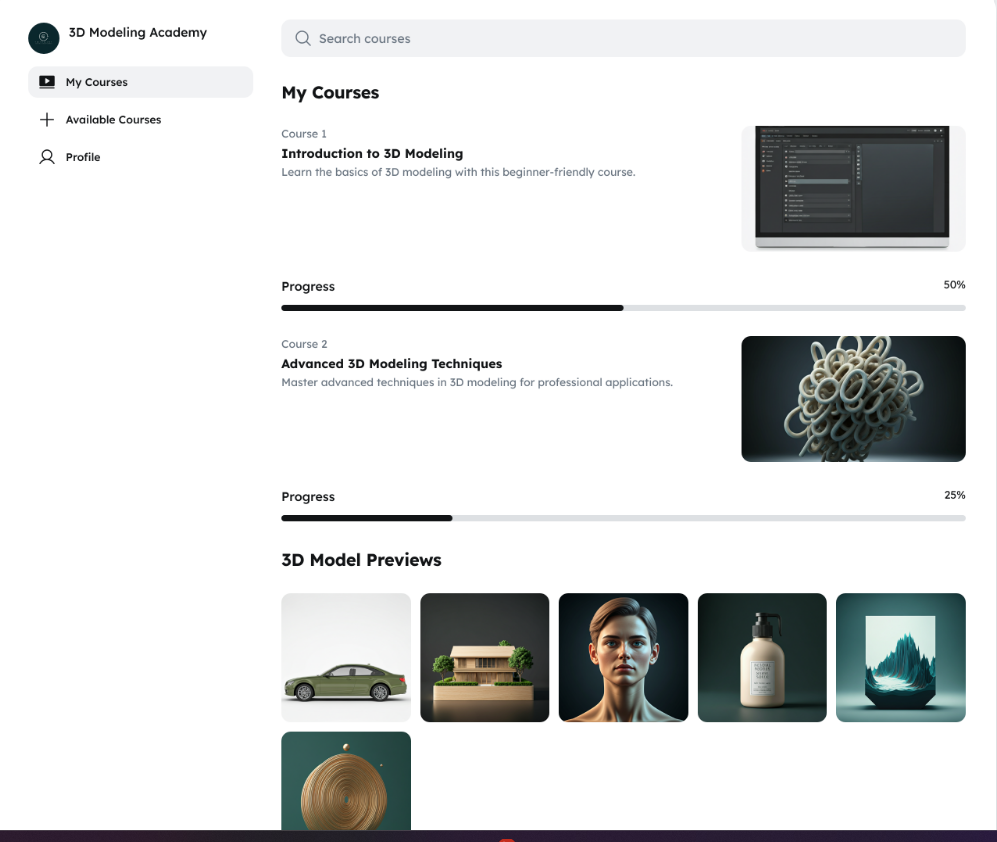 3D Modeling Academy
My Courses
Available Courses
Profile
Search courses
My Courses
Course 1
Introduction to 3D Modeling
Learn the basics of 3D modeling with this beginner-friendly course.
Progress
50%
Course 2
Advanced 3D Modeling Techniques
Master advanced techniques in 3D modeling for professional applications.
Progress
25%
3D Model Previews